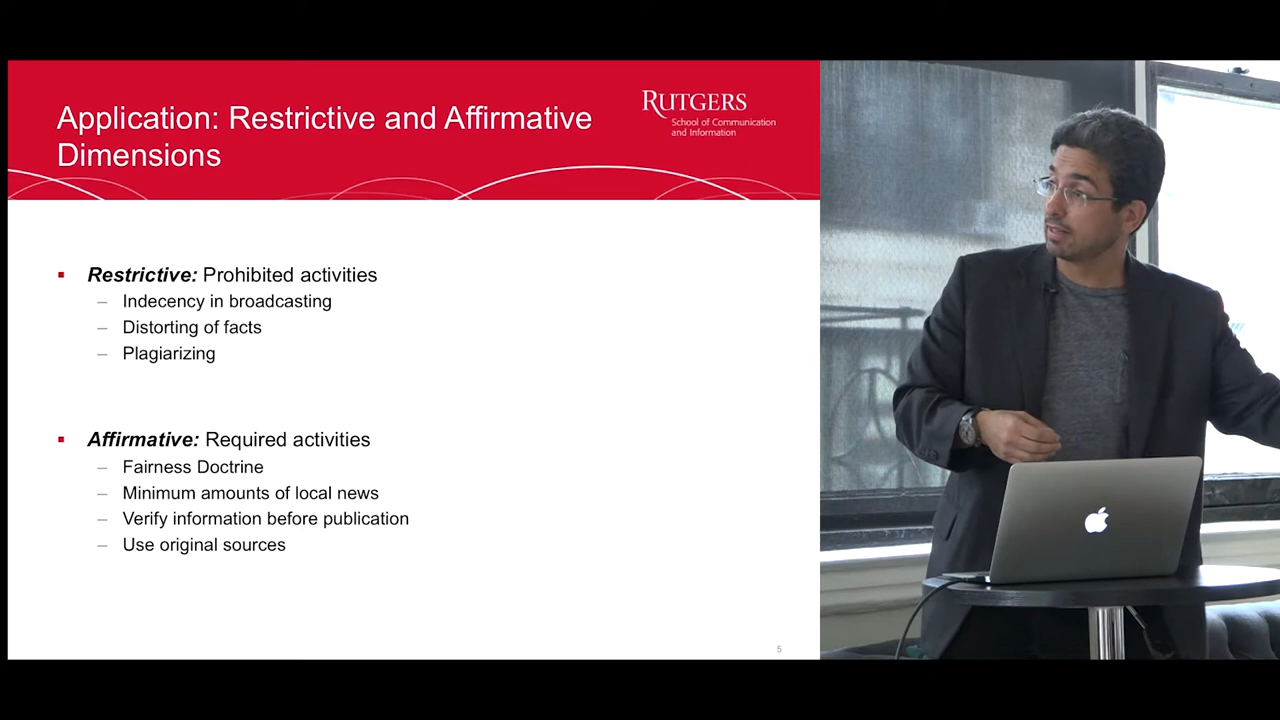 Application: Restrictive and Affirmative
Dimensions
RUTGERS
School of Communication
and Information
▪ Restrictive: Prohibited activities
– Indecency in broadcasting
– Distorting of facts
– Plagiarizing
▪ Affirmative: Required activities
– Fairness Doctrine
– Minimum amounts of local news
– Verify information before publication
– Use original sources
5